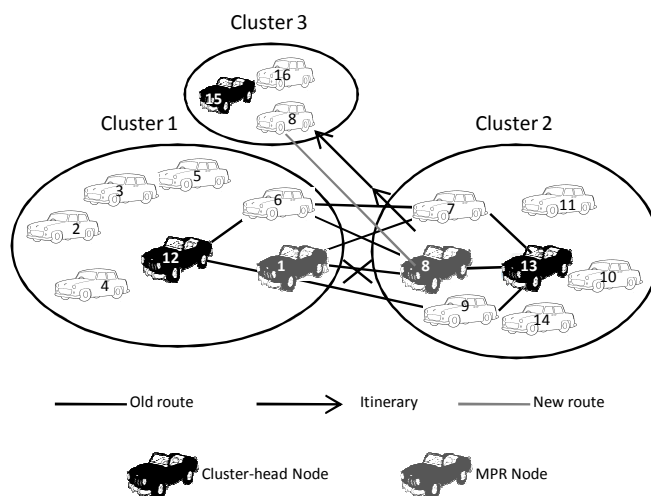 Cluster 3
16
15
8
Cluster 1
Cluster 2
5
3
6
7
11
2
12
1
8
13
4
10
9
14
Old route
Itinerary
New route
Cluster-head Node
MPR Node